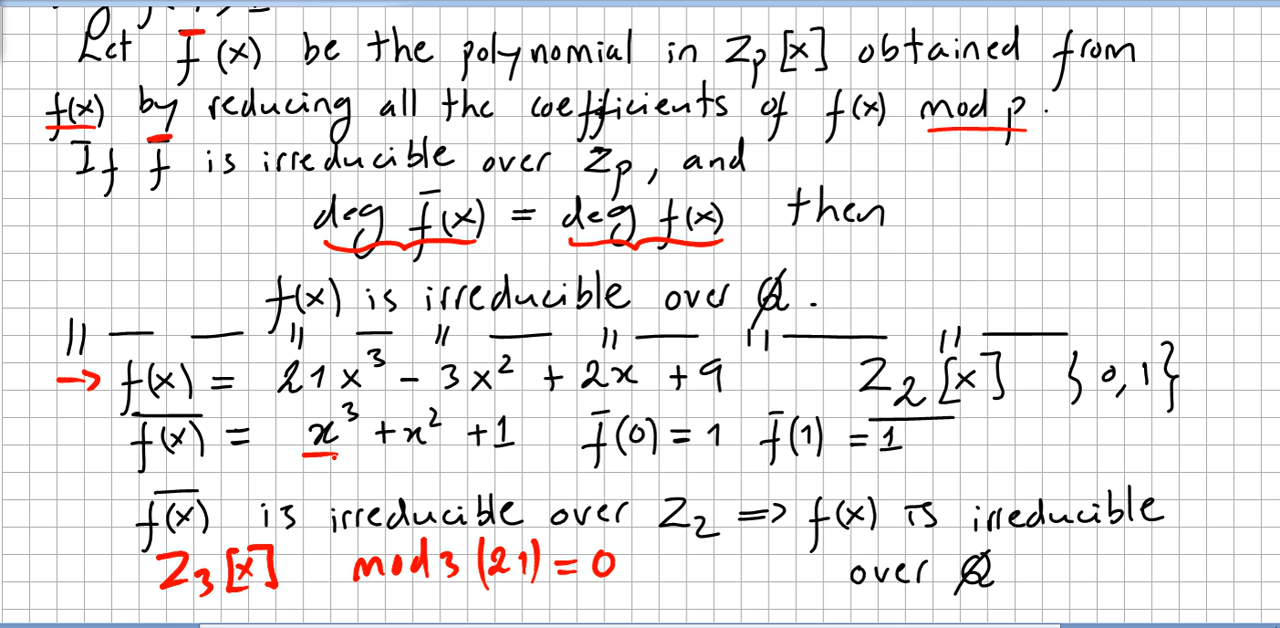 Let f̅(x) be the polynomial in Zp[x] obtained from
f(x) by reducing all the coefficients of f(x) mod p.
If f̅ is irreducible over Zp, and
deg f̅(x) = deg f(x) then
f(x) is irreducible over Q.
→ f(x) = 21x³ - 3x² + 2x + 9 Z₂[x] {0,1}
f̅(x) = x³ + x² + 1 f̅(0) = 1 f̅(1) = 1
f̅(x) is irreducible over Z₂ => f(x) is irreducible
Z₃[x] mod 3 (21) = 0 over Q